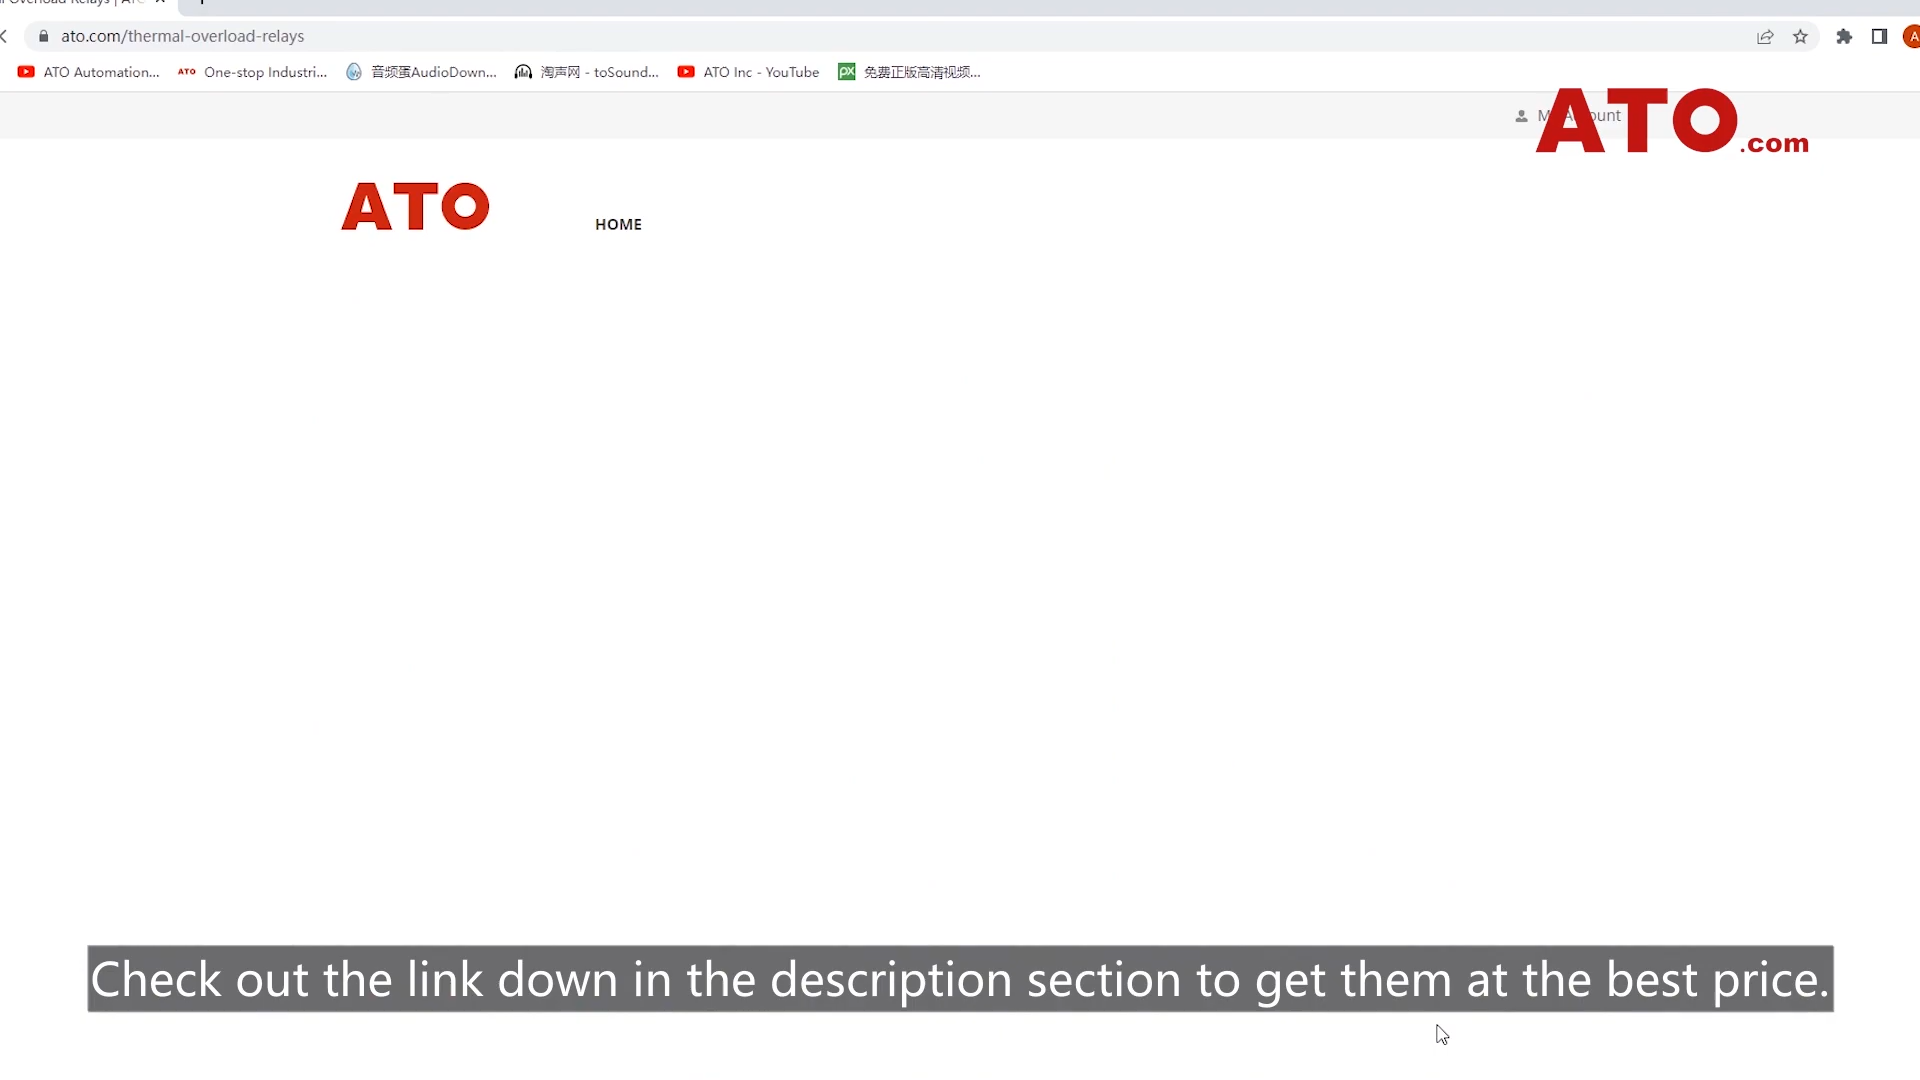 ato.com/thermal-overload-relays
ATO Automation... ATO One-stop Industri... 音频蛋AudioDown... 淘声网 - toSound... ATO Inc - YouTube px 免费正版高清视频...
ATO.com
ATO
HOME
Check out the link down in the description section to get them at the best price.